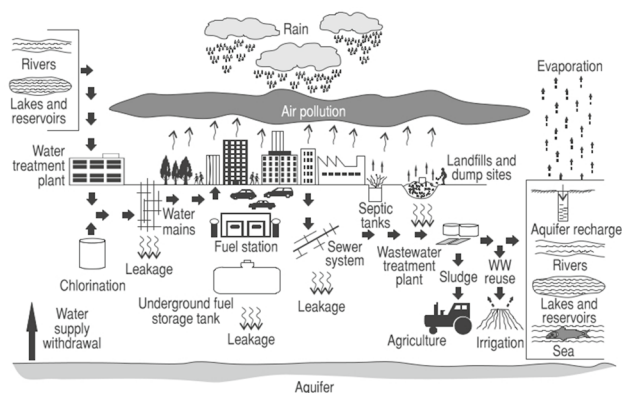 Rain
Rivers
Lakes and
reservoirs
Evaporation
Air pollution
Water
treatment
plant
Landfills and
dump sites
Septic
tanks
Water
mains
Aquifer recharge
Fuel station
Sewer
system
Leakage
Wastewater
treatment
plant
Sludge
WW
reuse
Rivers
Chlorination
Underground fuel
storage tank
Leakage
Lakes and
reservoirs
Water
supply
withdrawal
Leakage
Agriculture
Irrigation
Sea
Aquifer